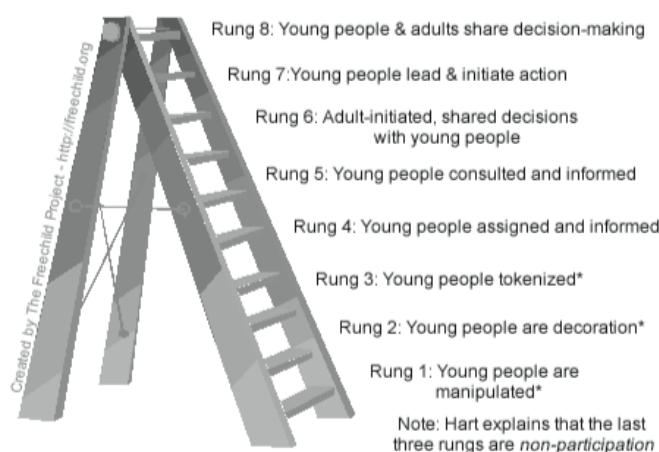 Rung 8: Young people & adults share decision-making
Rung 7:Young people lead & initiate action
Rung 6: Adult-initiated, shared decisions
with young people
Rung 5: Young people consulted and informed
Rung 4: Young people assigned and informed
Rung 3: Young people tokenized*
Rung 2: Young people are decoration*
Rung 1: Young people are
manipulated*
Note: Hart explains that the last
three rungs are non-participation
Created by The Freechild Project - http://freechild.org